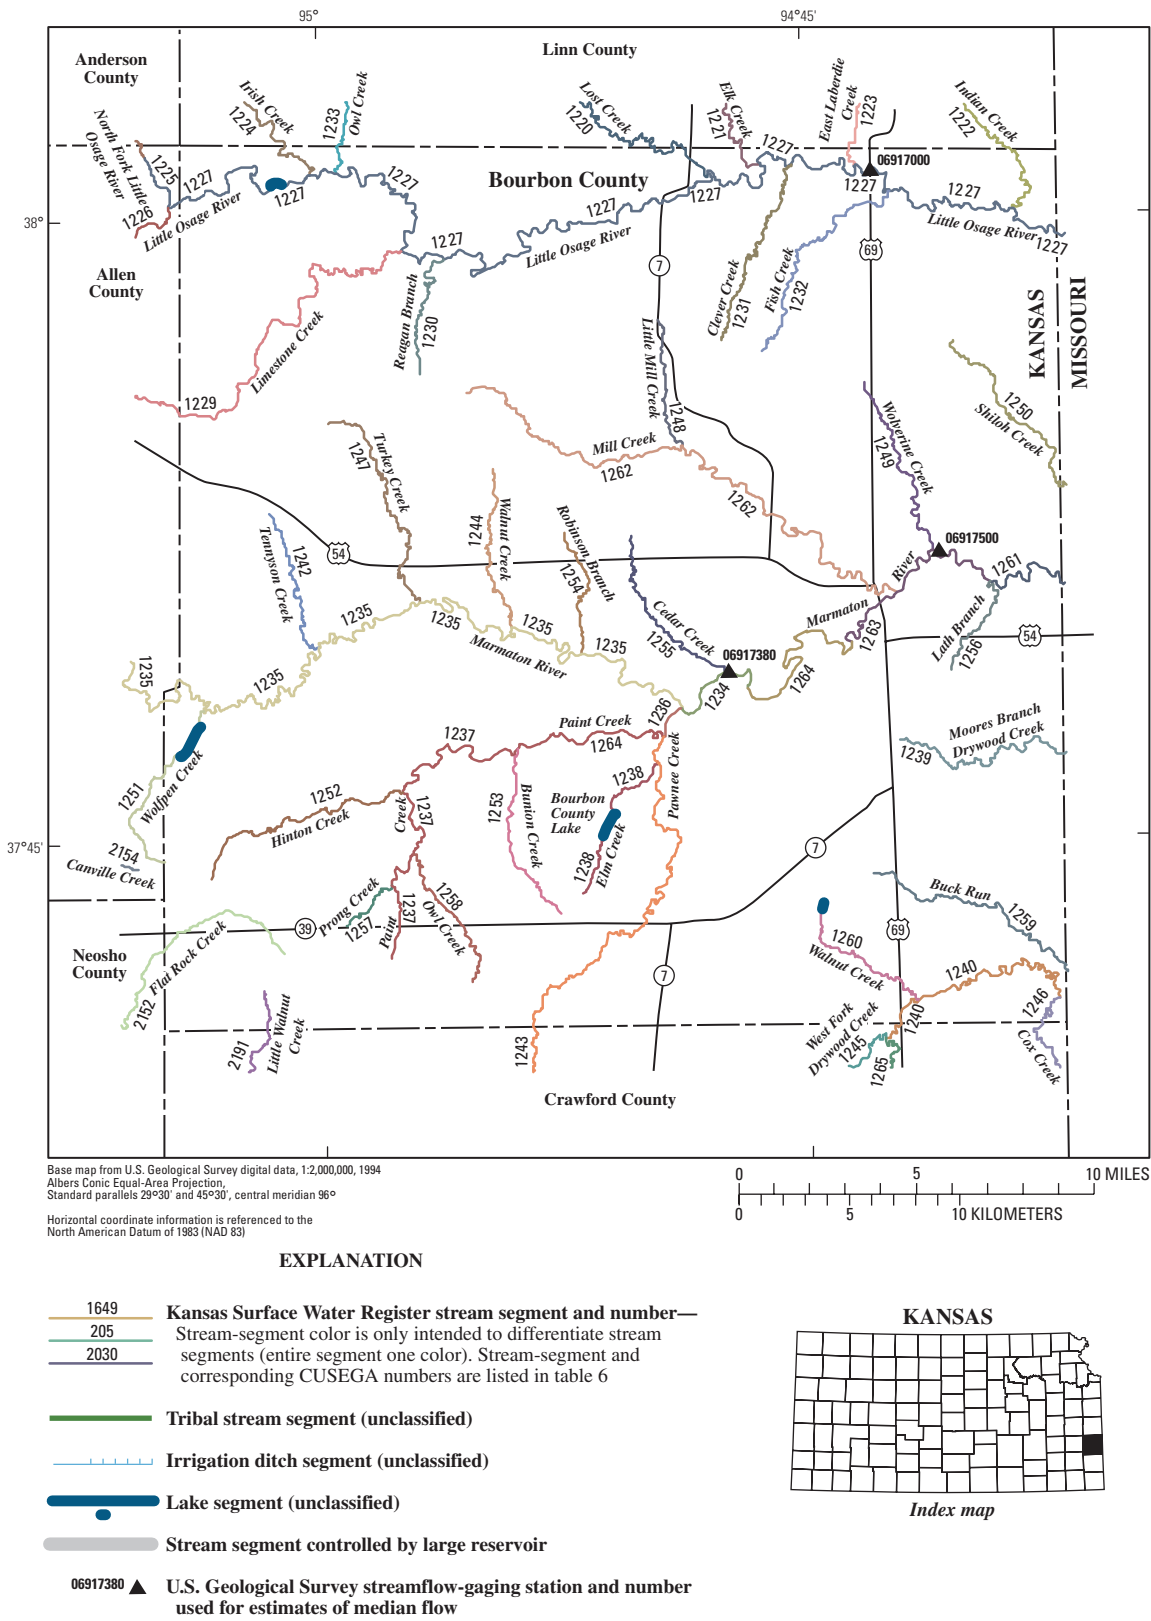 95°
94°45'
Anderson
County
Linn County
Irish Creek
1224
1233
Owl Creek
Lost Creek
1220
Elk Creek
1221
East Laberdie
Creek
1223
Indian Creek
1222
North Fork Little
Osage River
1225
1226
1227
1227
1227
Little Osage River
Bourbon County
1227
06917000
1227
1227
1227
1227
Little Osage River
1227
38°
1227
Little Osage River
69
7
Allen
County
Reagan Branch
1230
Clever Creek
1231
Fish Creek
1232
KANSAS
MISSOURI
Limestone Creek
1229
Little Mill Creek
1248
Mill Creek
1262
1262
Wolverine Creek
1249
1250
Shiloh Creek
Turkey Creek
1247
1244
Walnut Creek
Robinson
Branch
1254
Tennyson Creek
1242
54
06917500
1261
River
Marmaton
1263
Lath Branch
1256
54
Cedar Creek
1255
06917380
1235
1235
1235
1235
Marmaton River
1235
1235
1234
1264
1236
Paint Creek
1264
1237
Pawnee Creek
Moores Branch
Drywood Creek
1239
Wolfpen Creek
1251
1252
Hinton Creek
Creek
1237
1253
Bunion Creek
1238
Bourbon
County
Lake
1238
Elm Creek
7
37°45'
2154
Canville Creek
Prong Creek
1257
Paint
1237
1258
Owl Creek
39
Buck Run
1259
69
Neosho
County
Flat Rock Creek
2152
7
1260
Walnut Creek
1240
1240
1246
Cox Creek
West Fork
Drywood Creek
1245
1265
2191
Little Walnut
Creek
1243
Crawford County
Base map from U.S. Geological Survey digital data, 1:2,000,000, 1994
Albers Conic Equal-Area Projection,
Standard parallels 29°30' and 45°30', central meridian 96°
Horizontal coordinate information is referenced to the
North American Datum of 1983 (NAD 83)
0 5 10 MILES
0 5 10 KILOMETERS
EXPLANATION
1649
205
2030
Kansas Surface Water Register stream segment and number—
Stream-segment color is only intended to differentiate stream
segments (entire segment one color). Stream-segment and
corresponding CUSEGA numbers are listed in table 6
Tribal stream segment (unclassified)
Irrigation ditch segment (unclassified)
Lake segment (unclassified)
Stream segment controlled by large reservoir
06917380 U.S. Geological Survey streamflow-gaging station and number
used for estimates of median flow
KANSAS
Index map